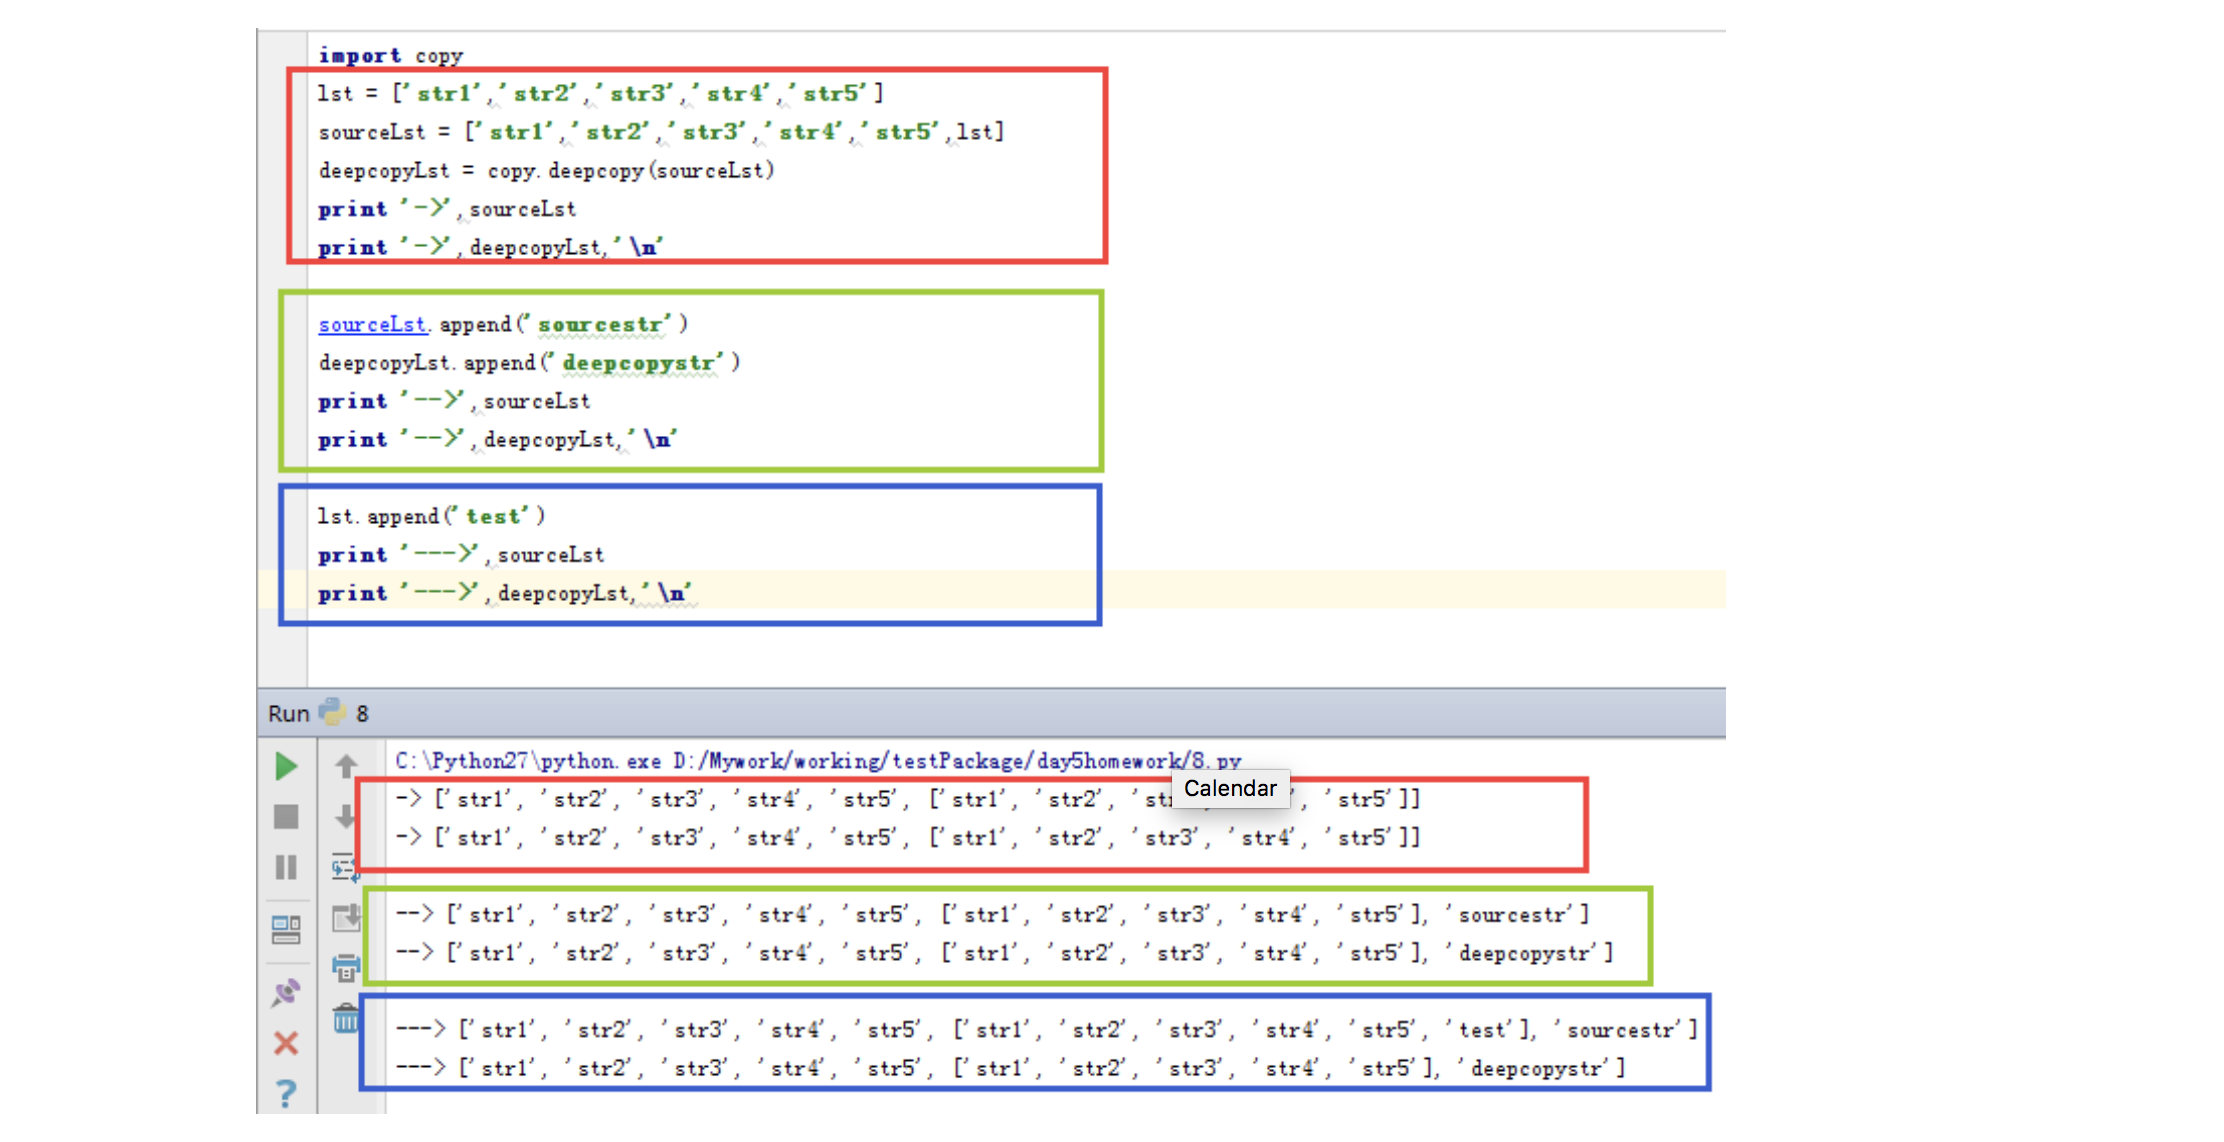 import copy
lst = ['str1','str2','str3','str4','str5']
sourceLst = ['str1','str2','str3','str4','str5',lst]
deepcopyLst = copy.deepcopy(sourceLst)
print '->',sourceLst
print '->',deepcopyLst,'\n'
sourceLst.append('sourcestr')
deepcopyLst.append('deepcopystr')
print '-->',sourceLst
print '-->',deepcopyLst,'\n'
lst.append('test')
print '--->',sourceLst
print '--->',deepcopyLst,'\n'
Run 8
C:\Python27\python.exe D:/Mywork/working/testPackage/day5homework/8.py
Calendar
-> ['str1', 'str2', 'str3', 'str4', 'str5', ['str1', 'str2', 'str5']]
-> ['str1', 'str2', 'str3', 'str4', 'str5', ['str1', 'str2', 'str3', 'str4', 'str5']]
--> ['str1', 'str2', 'str3', 'str4', 'str5', ['str1', 'str2', 'str3', 'str4', 'str5'], 'sourcestr']
--> ['str1', 'str2', 'str3', 'str4', 'str5', ['str1', 'str2', 'str3', 'str4', 'str5'], 'deepcopystr']
---> ['str1', 'str2', 'str3', 'str4', 'str5', ['str1', 'str2', 'str3', 'str4', 'str5', 'test'], 'sourcestr']
---> ['str1', 'str2', 'str3', 'str4', 'str5', ['str1', 'str2', 'str3', 'str4', 'str5'], 'deepcopystr']